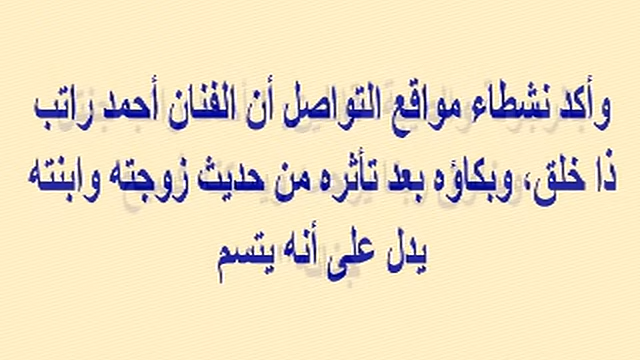 وأكد نشطاء مواقع التواصل أن الفنان أحمد راتب
ذا خلق، وبكاؤه بعد تأثره من حديث زوجته وابنته
يدل على أنه يتسم